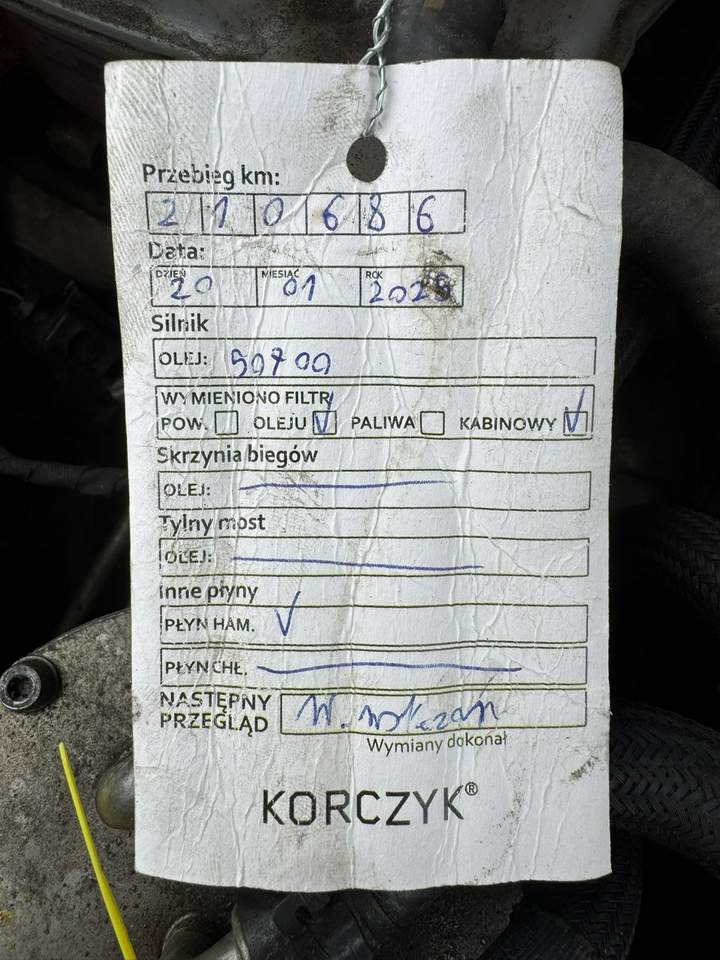 Przebieg km:
210686
Data:
DZIEŃ 20 MIESIĄC 01 ROK
Silnik
OLEJ: 50700
WYMIENIONO FILTR
POW. OLEJU PALIWA KABINOWY
Skrzynia biegów
OLEJ:
Tylny most
OLEJ:
Inne płyny
PŁYN HAM.
PŁYN CHŁ.
NASTĘPNY
PRZEGLĄD W.
Wymiany dokonał
KORCZYK®